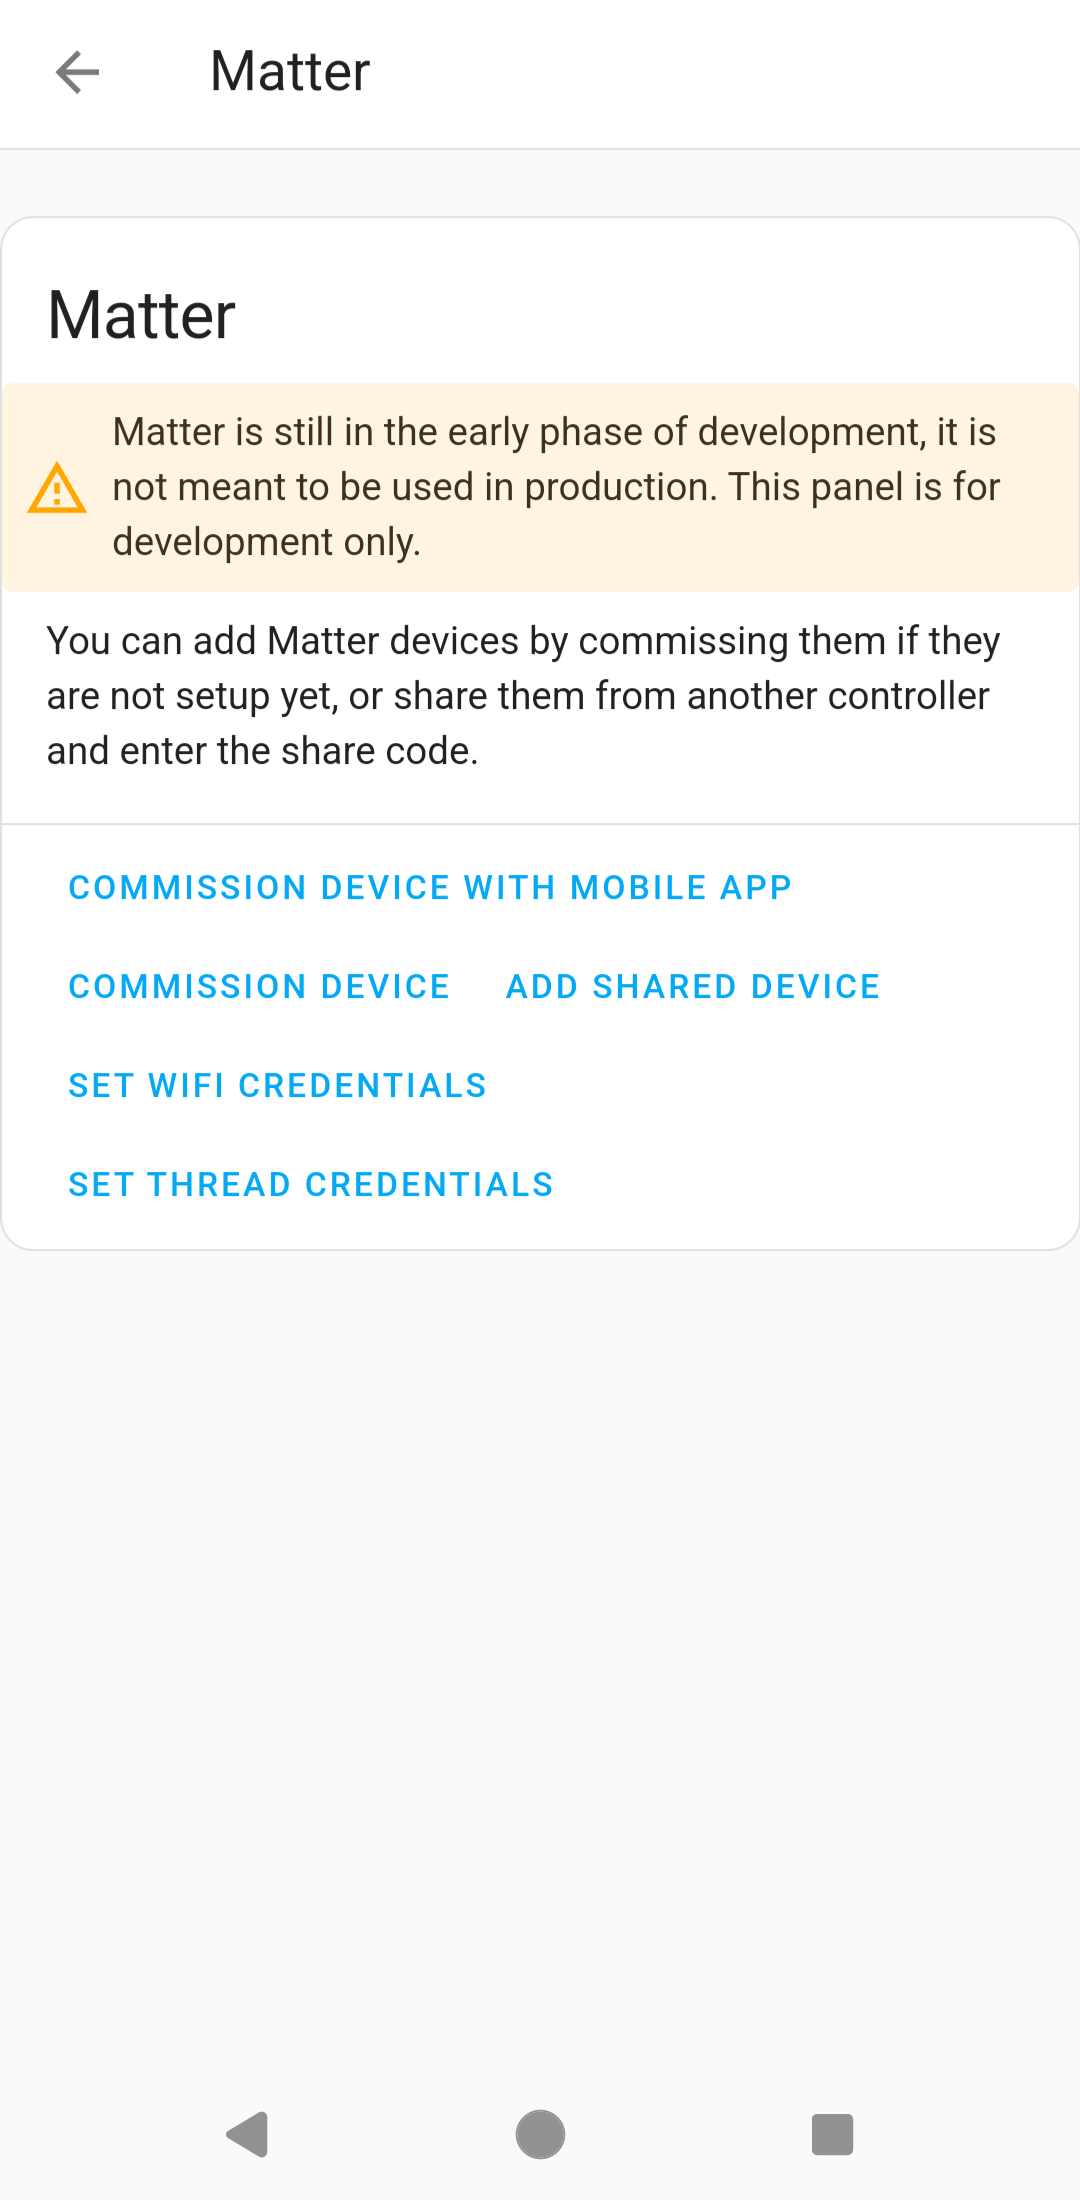 Matter
Matter
Matter is still in the early phase of development, it is
not meant to be used in production. This panel is for
development only.
You can add Matter devices by commissing them if they
are not setup yet, or share them from another controller
and enter the share code.
COMMISSION DEVICE WITH MOBILE APP
COMMISSION DEVICE ADD SHARED DEVICE
SET WIFI CREDENTIALS
SET THREAD CREDENTIALS